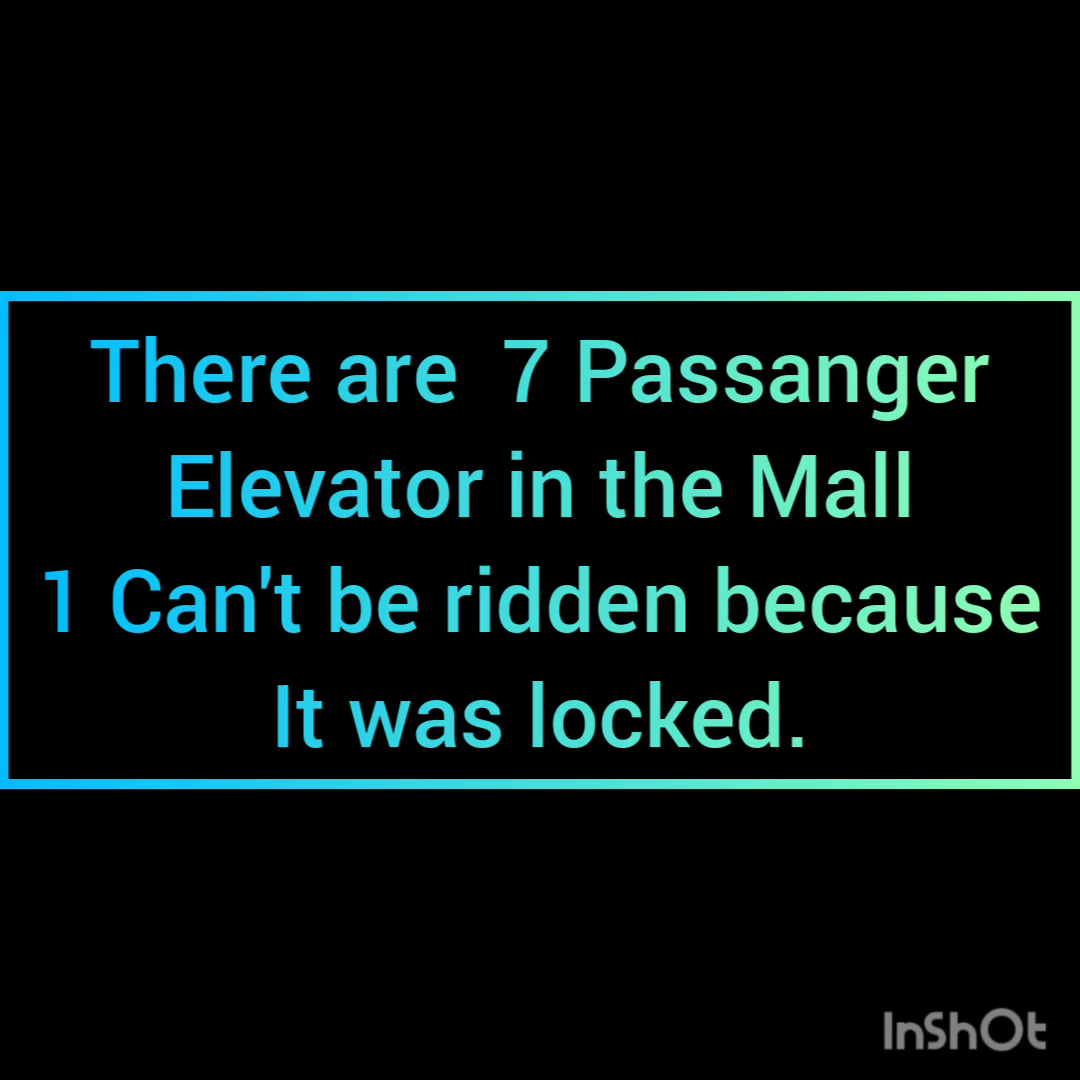 There are  7 Passanger
Elevator in the Mall
1 Can't be ridden because
It was locked.
InShOt